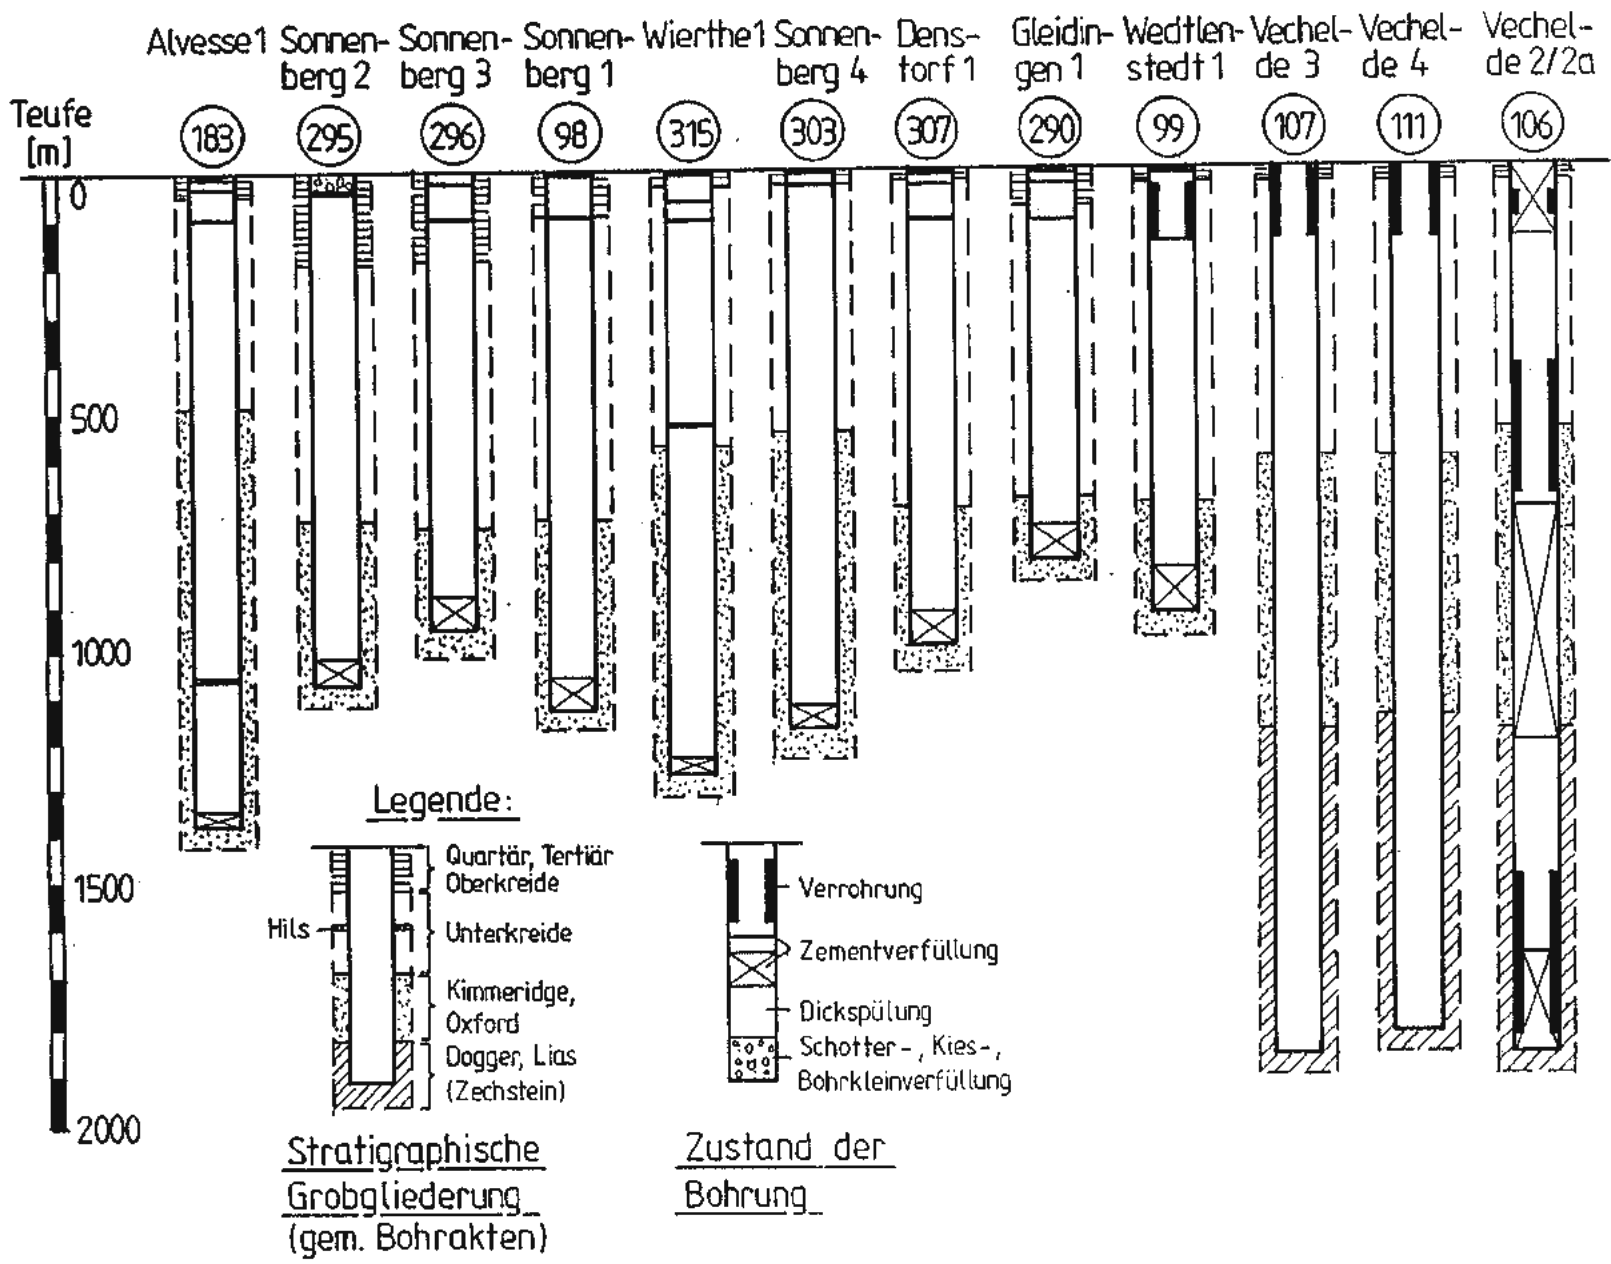 Alvesse 1
Sonnen-
berg 2
Sonnen-
berg 3
Sonnen-
berg 1
Wierthe 1
Sonnen-
berg 4
Dens-
torf 1
Gleidin-
gen 1
Wedtlen-
stedt 1
Vechel-
de 3
Vechel-
de 4
Vechel-
de 2/2a
Teufe
[m]
183
295
296
98
315
303
307
290
99
107
111
106
0
500
1000
1500
2000
Legende:
Quartär, Tertiär
Oberkreide
Hils
Unterkreide
Kimmeridge,
Oxford
Dogger, Lias
(Zechstein)
Stratigraphische
Grobgliederung
(gem. Bohrakten)
Verrohrung
Zementverfüllung
Dickspülung
Schotter-, Kies-,
Bohrkleinverfüllung
Zustand der
Bohrung